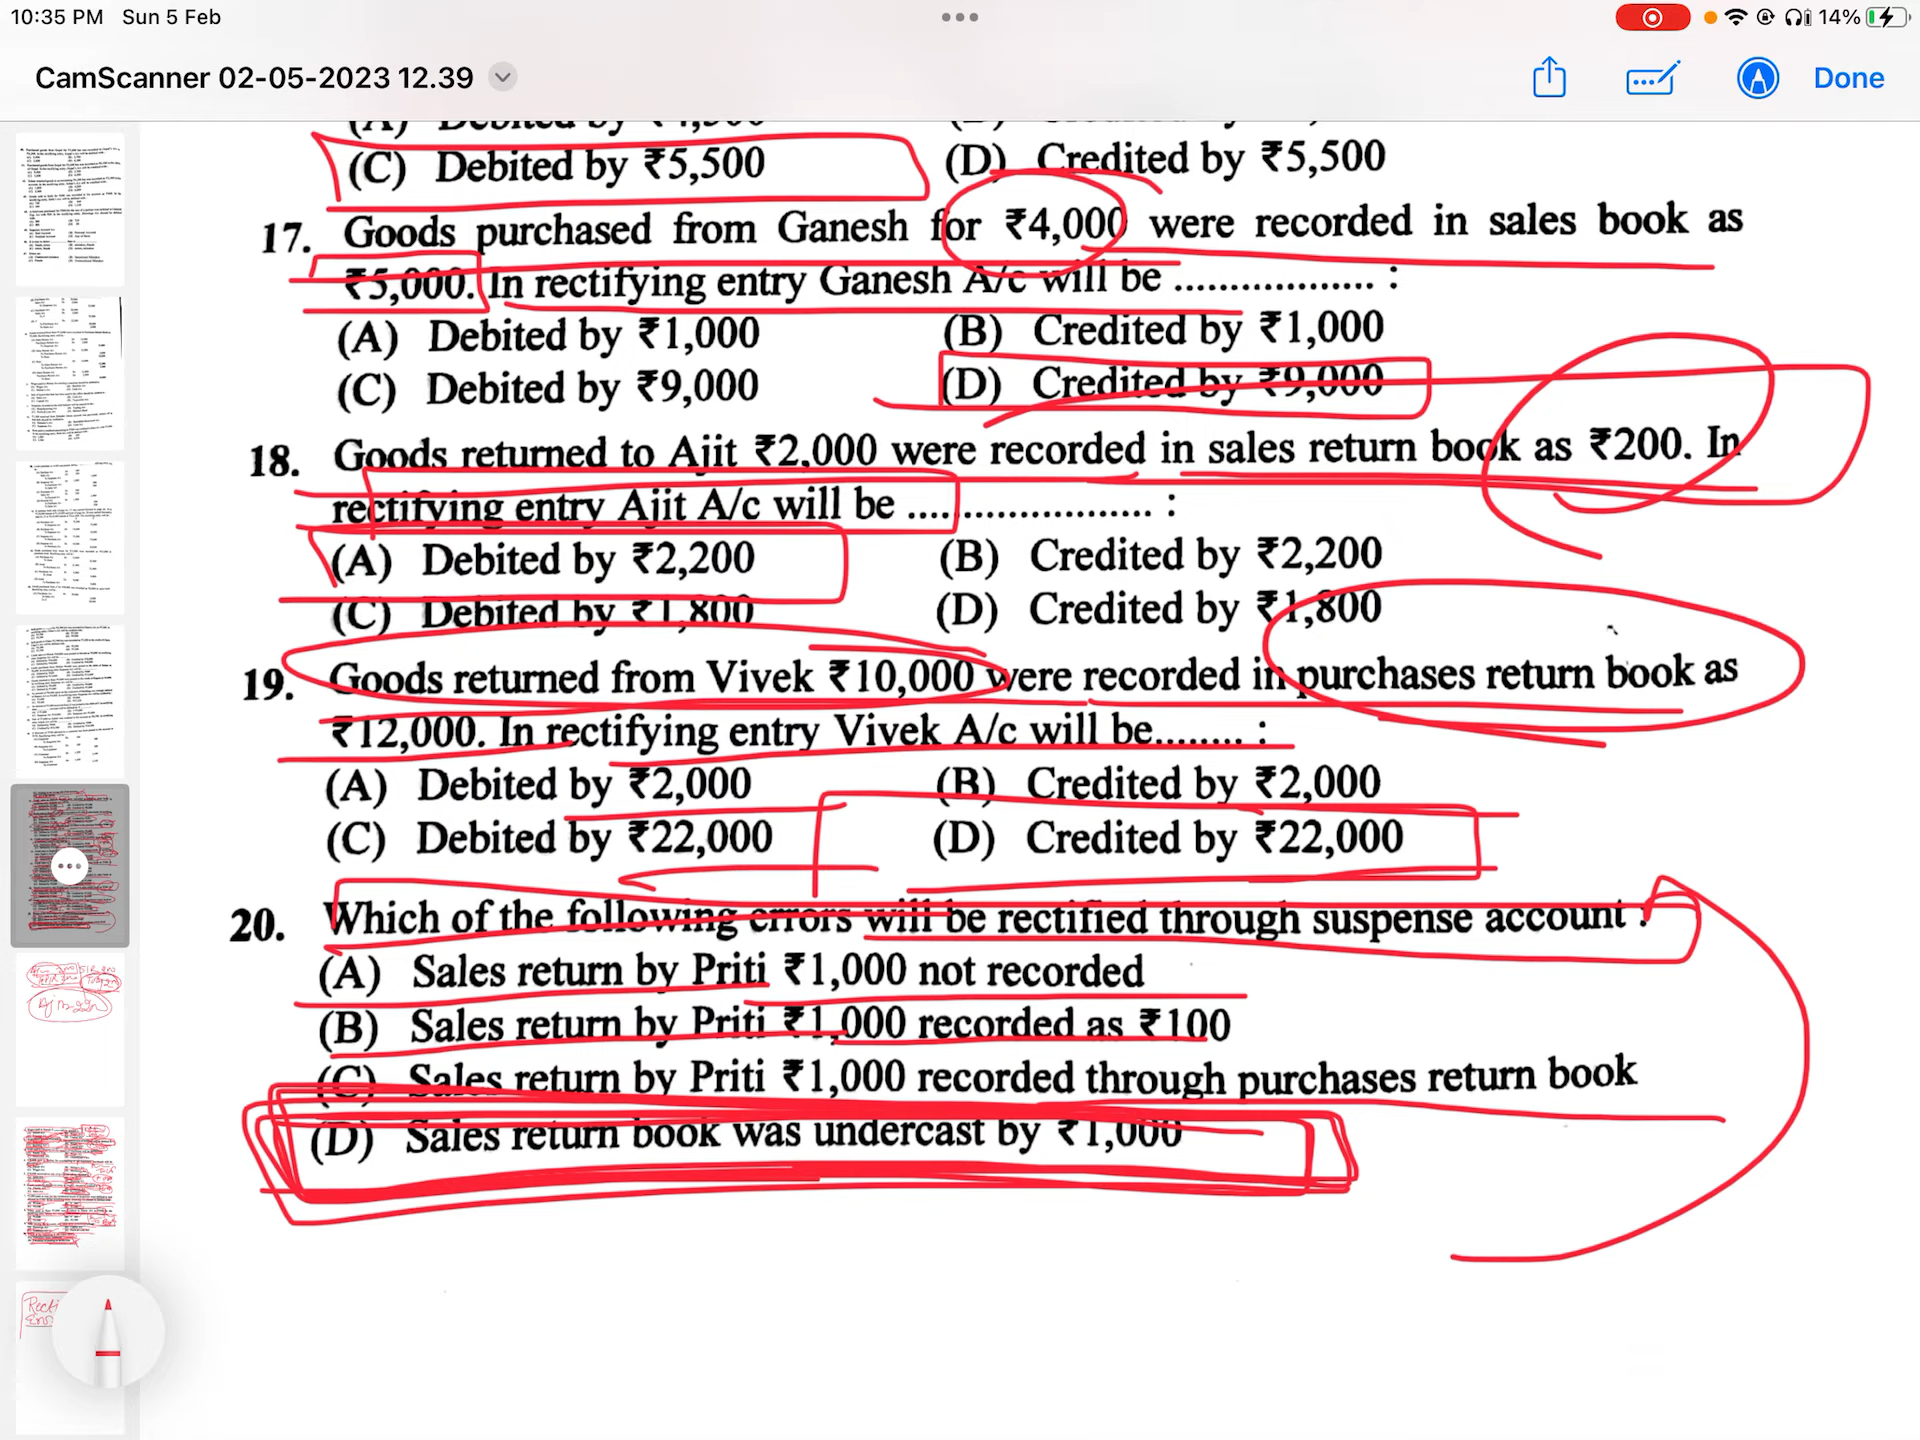 10:35 PM Sun 5 Feb
14%
CamScanner 02-05-2023 12.39
Done
(C) Debited by ₹5,500 (D) Credited by ₹5,500
17. Goods purchased from Ganesh for ₹4,000 were recorded in sales book as
₹5,000. In rectifying entry Ganesh A/c will be .................. :
(A) Debited by ₹1,000 (B) Credited by ₹1,000
(C) Debited by ₹9,000 (D) Credited by ₹9,000
18. Goods returned to Ajit ₹2,000 were recorded in sales return book as ₹200. In
rectifying entry Ajit A/c will be ...................... :
(A) Debited by ₹2,200 (B) Credited by ₹2,200
(C) Debited by ₹1,800 (D) Credited by ₹1,800
19. Goods returned from Vivek ₹10,000 were recorded in purchases return book as
₹12,000. In rectifying entry Vivek A/c will be........ :
(A) Debited by ₹2,000 (B) Credited by ₹2,000
(C) Debited by ₹22,000 (D) Credited by ₹22,000
20. Which of the following errors will be rectified through suspense account :
(A) Sales return by Priti ₹1,000 not recorded
(B) Sales return by Priti ₹1,000 recorded as ₹100
(C) Sales return by Priti ₹1,000 recorded through purchases return book
(D) Sales return book was undercast by ₹1,000